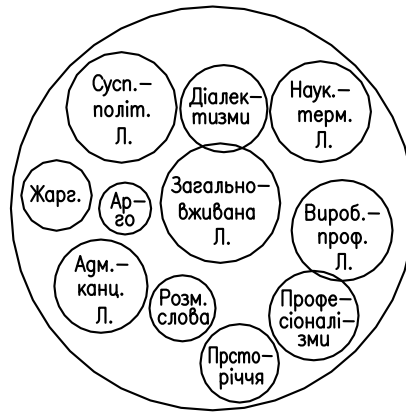 Сусп.–
політ.
Л.
Діалек–
тизми
Наук.–
терм.
Л.
Жарг.
Ар–
го
Загально–
вживана
Л.
Вироб.–
проф.
Л.
Адм.–
канц.
Л.
Розм.
слова
Профе–
сіоналі–
зми
Прсто–
річчя